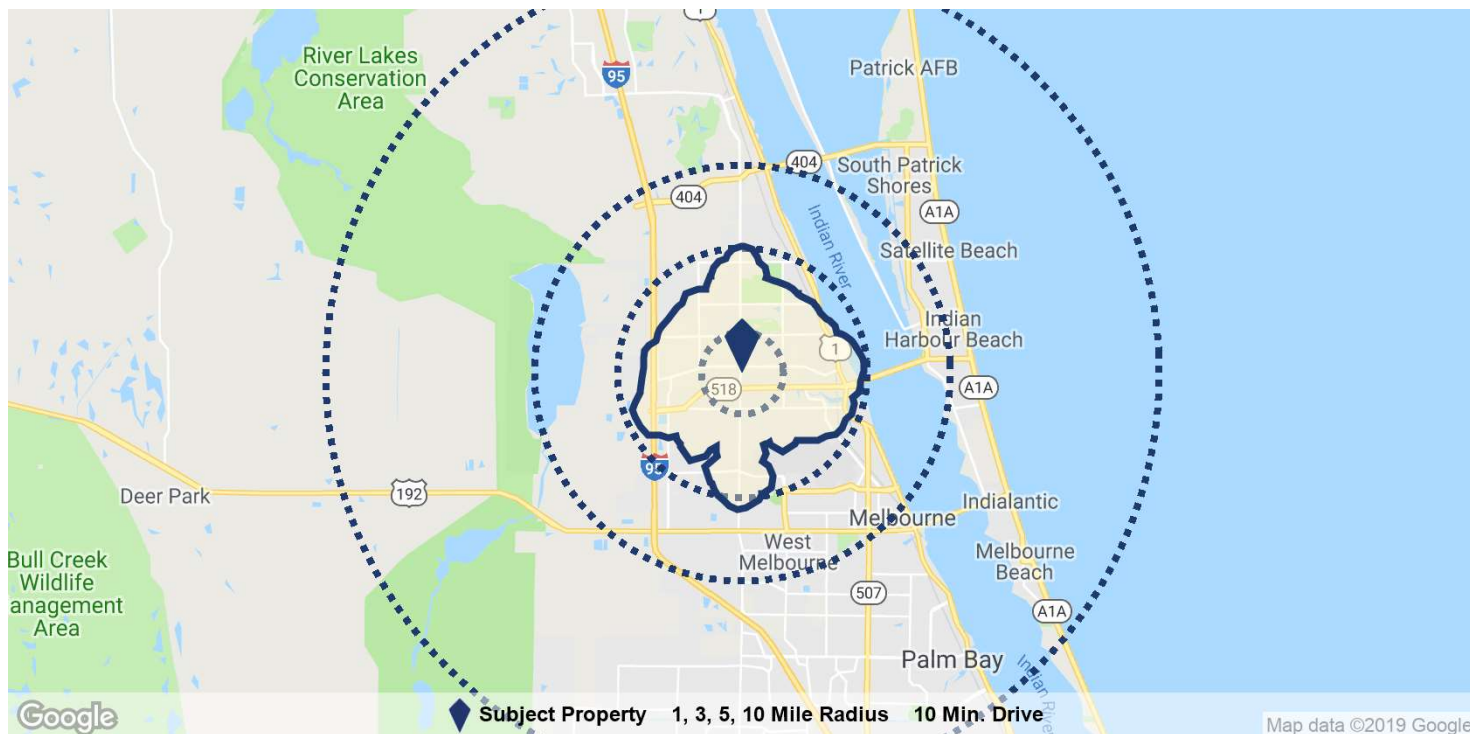 1
95
River Lakes
Conservation
Area
Patrick AFB
404
South Patrick
Shores
404
A1A
Indian River
Satellite Beach
Indian
Harbour Beach
1
518
A1A
95
Deer Park
192
Indialantic
Melbourne
West
Melbourne
Melbourne
Beach
Bull Creek
Wildlife
anagement
Area
507
A1A
Palm Bay
Indian River
Google
Subject Property 1, 3, 5, 10 Mile Radius 10 Min. Drive
Map data ©2019 Google